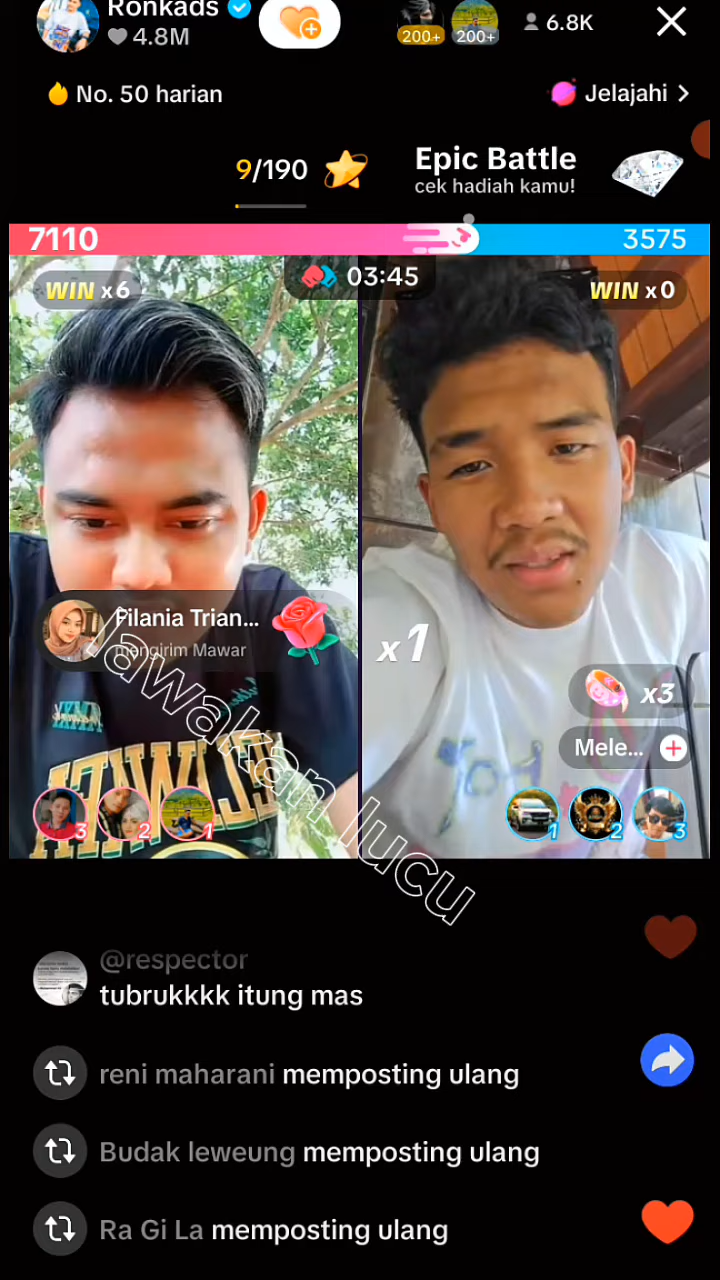 Ronkads
4.8M
200+
200+
6.8K
No. 50 harian
Jelajahi
9/190
Epic Battle
cek hadiah kamu!
7110
3575
03:45
WIN x6
WIN x0
Pilania Trian...
mengirim Mawar
x1
x3
Mele...
lawakan lucu
3
2
1
1
2
3
@respector
tubrukkkk itung mas
reni maharani memposting ulang
Budak leweung memposting ulang
Ra Gi La memposting ulang